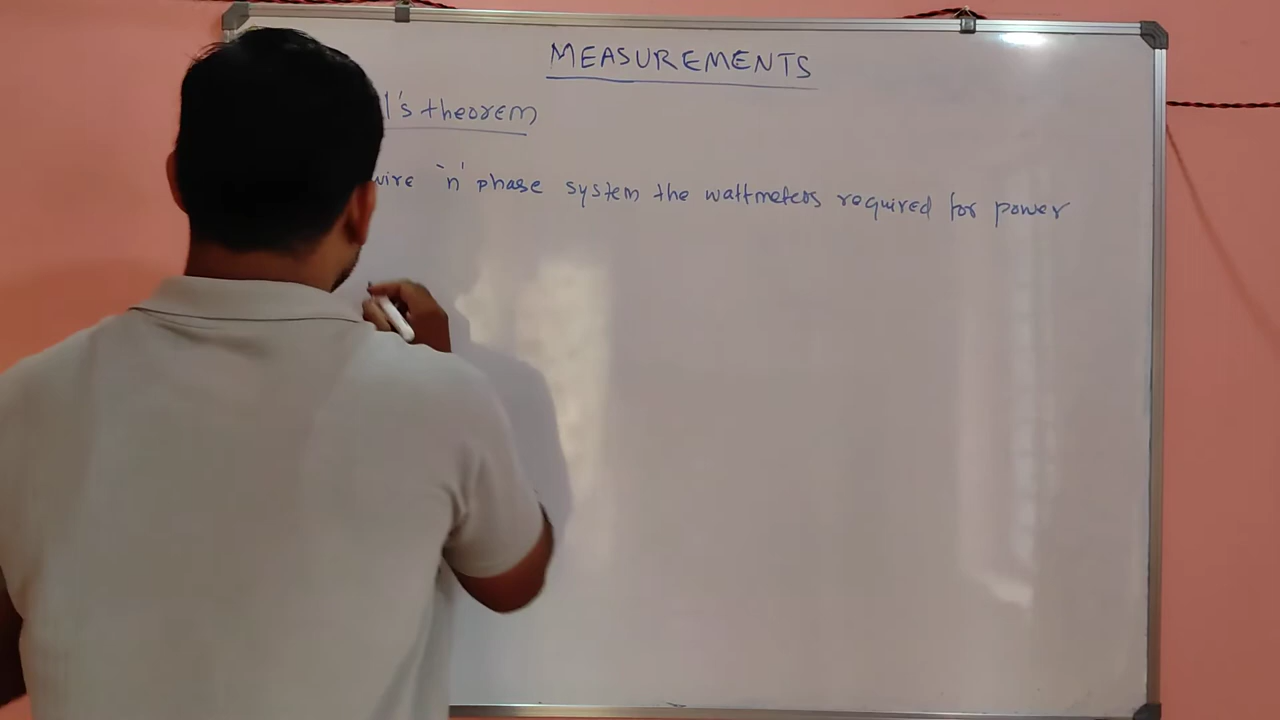 MEASUREMENTS
l's theorem
wire 'n' phase system the wattmeters required for power